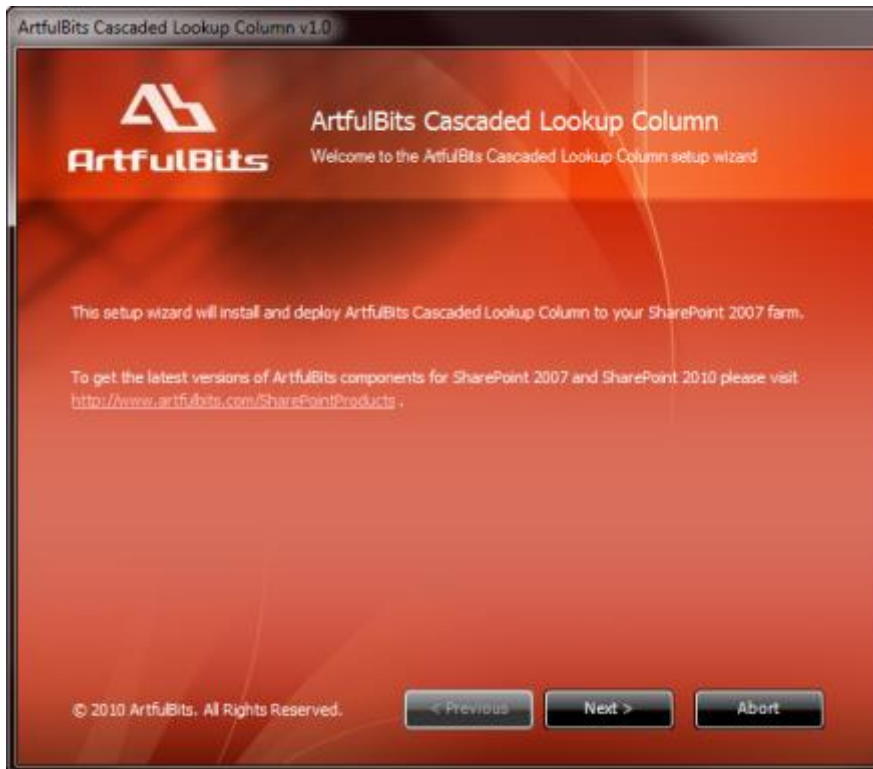 ArtfulBits Cascaded Lookup Column v1.0
ArtfulBits
ArtfulBits Cascaded Lookup Column
Welcome to the ArtfulBits Cascaded Lookup Column setup wizard
This setup wizard will install and deploy ArtfulBits Cascaded Lookup Column to your SharePoint 2007 farm.
To get the latest versions of ArtfulBits components for SharePoint 2007 and SharePoint 2010 please visit
http://www.artfulbits.com/SharePointProducts .
© 2010 ArtfulBits. All Rights Reserved.
< Previous
Next >
Abort